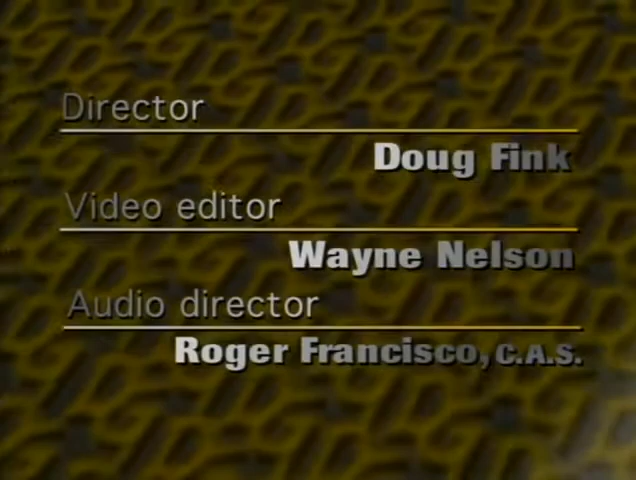 Director
Doug Fink
Video editor
Wayne Nelson
Audio director
Roger Francisco, C.A.S.